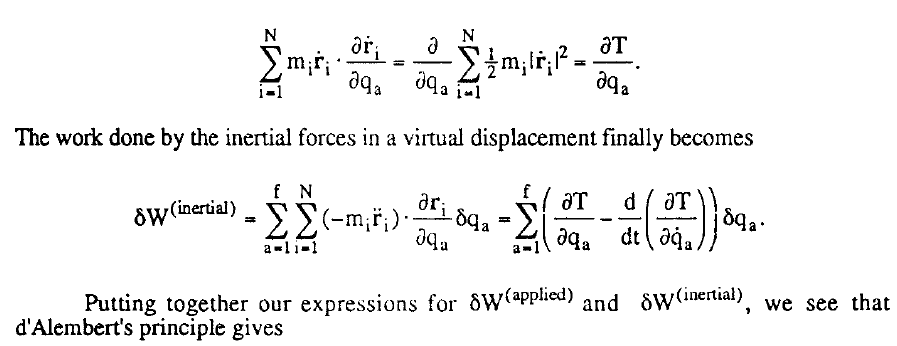 ∑_{i=1}^{N} m_i ṙ_i · ∂ṙ_i/∂q_a = ∂/∂q_a ∑_{i=1}^{N} ½ m_i |ṙ_i|² = ∂T/∂q_a.
The work done by the inertial forces in a virtual displacement finally becomes
δW^{(inertial)} = ∑_{a=1}^{f} ∑_{i=1}^{N} (-m_i r̈_i) · ∂r_i/∂q_a δq_a = ∑_{a=1}^{f} ( ∂T/∂q_a - d/dt ( ∂T/∂q̇_a ) ) δq_a.
Putting together our expressions for δW^{(applied)} and δW^{(inertial)}, we see that
d'Alembert's principle gives